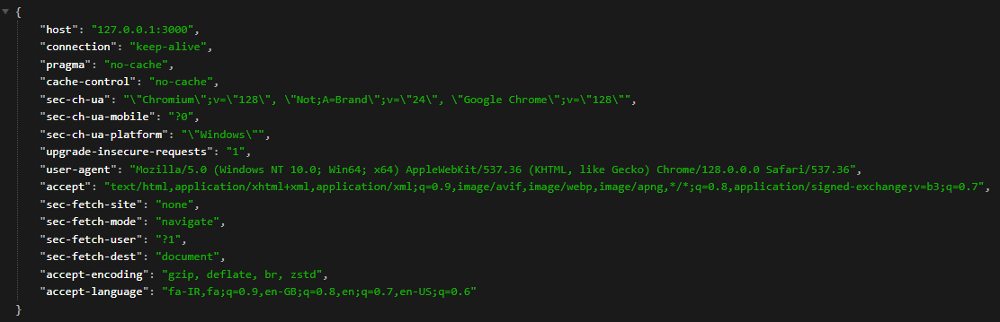 {
"host": "127.0.0.1:3000",
"connection": "keep-alive",
"pragma": "no-cache",
"cache-control": "no-cache",
"sec-ch-ua": "\"Chromium\";v=\"128\", \"Not;A=Brand\";v=\"24\", \"Google Chrome\";v=\"128\"",
"sec-ch-ua-mobile": "?0",
"sec-ch-ua-platform": "\"Windows\"",
"upgrade-insecure-requests": "1",
"user-agent": "Mozilla/5.0 (Windows NT 10.0; Win64; x64) AppleWebKit/537.36 (KHTML, like Gecko) Chrome/128.0.0.0 Safari/537.36",
"accept": "text/html,application/xhtml+xml,application/xml;q=0.9,image/avif,image/webp,image/apng,*/*;q=0.8,application/signed-exchange;v=b3;q=0.7",
"sec-fetch-site": "none",
"sec-fetch-mode": "navigate",
"sec-fetch-user": "?1",
"sec-fetch-dest": "document",
"accept-encoding": "gzip, deflate, br, zstd",
"accept-language": "fa-IR,fa;q=0.9,en-GB;q=0.8,en;q=0.7,en-US;q=0.6"
}